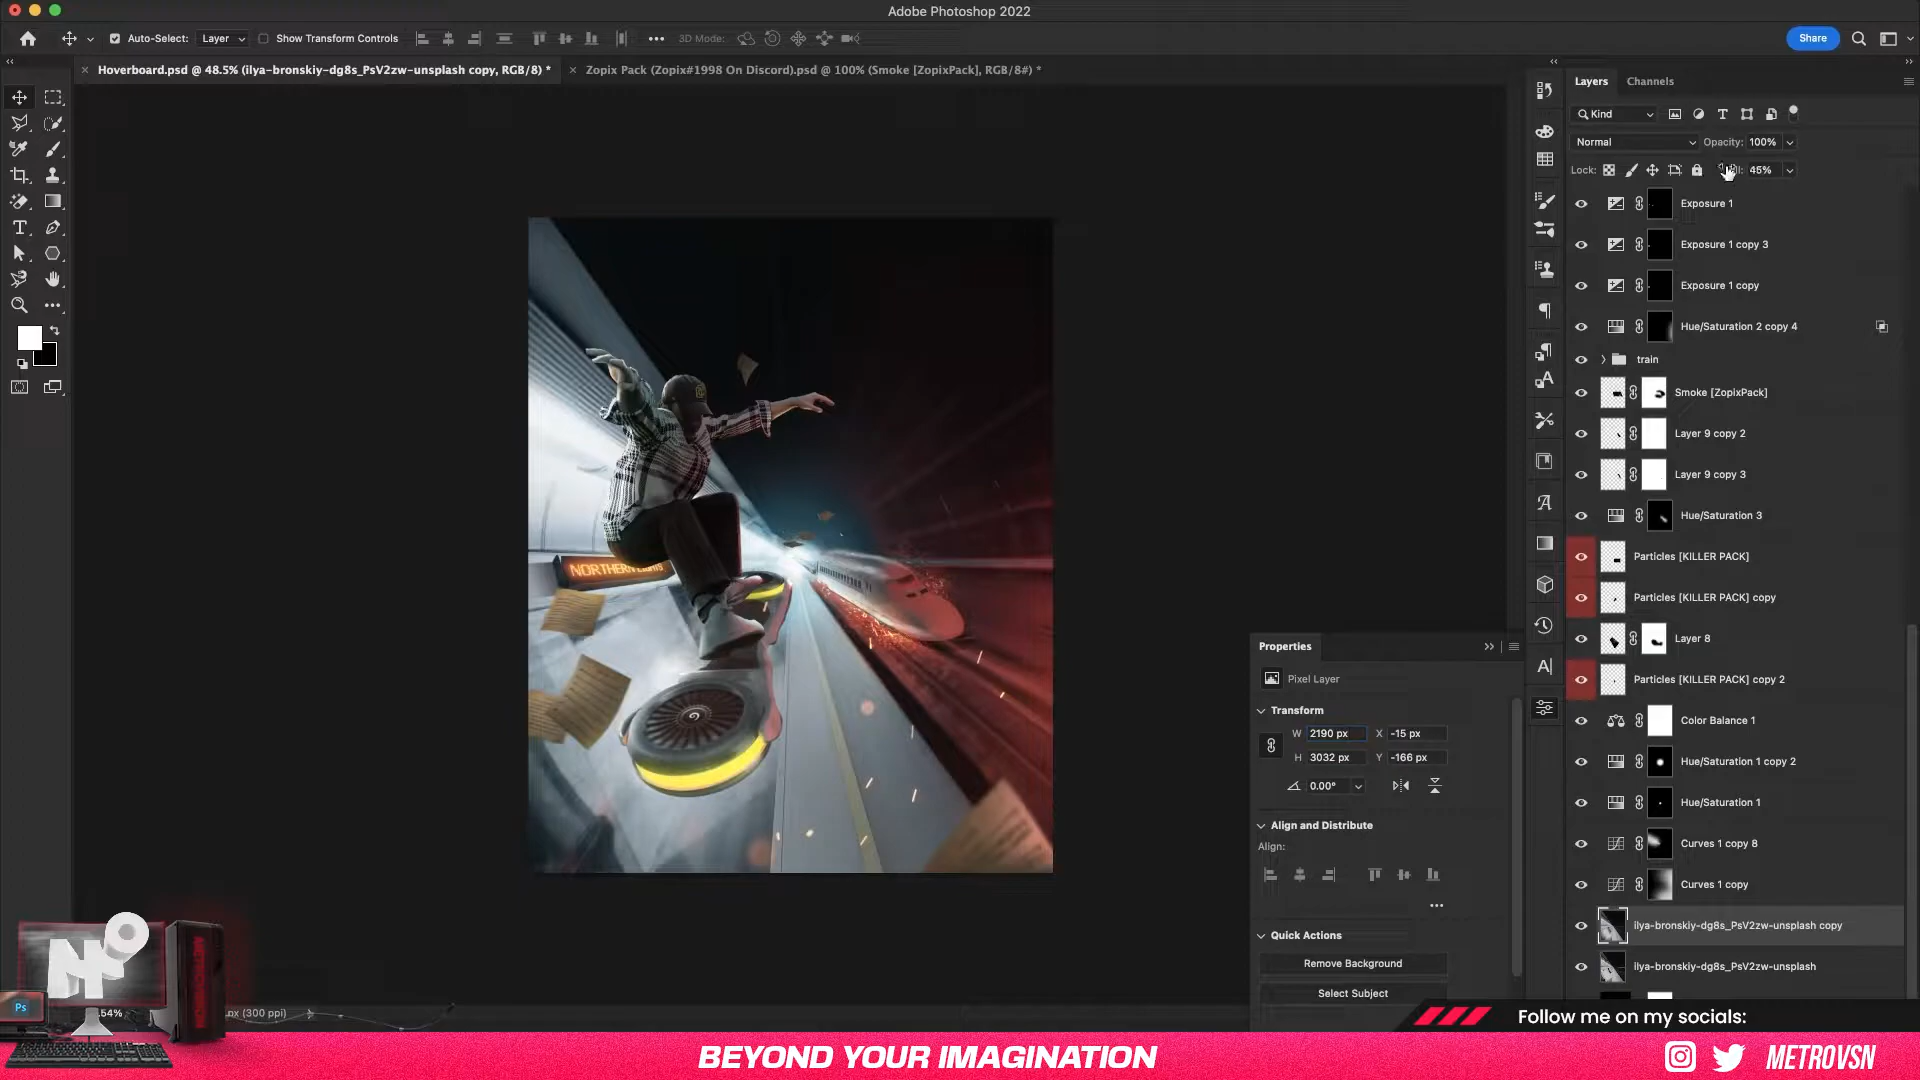 Adobe Photoshop 2022
Auto-Select: Layer Show Transform Controls 3D Mode: Share
Hoverboard.psd @ 48.5% (ilya-bronskiy-dg8s_PsV2zw-unsplash copy, RGB/8) *
Zopix Pack (Zopix#1998 On Discord).psd @ 100% (Smoke [ZopixPack], RGB/8#) *
Layers Channels
Kind
Normal Opacity: 100%
Lock: 45%
Exposure 1
Exposure 1 copy 3
Exposure 1 copy
Hue/Saturation 2 copy 4
train
Smoke [ZopixPack]
Layer 9 copy 2
Layer 9 copy 3
Hue/Saturation 3
Particles [KILLER PACK]
Particles [KILLER PACK] copy
Layer 8
Particles [KILLER PACK] copy 2
Color Balance 1
Hue/Saturation 1 copy 2
Hue/Saturation 1
Curves 1 copy 8
Curves 1 copy
ilya-bronskiy-dg8s_PsV2zw-unsplash copy
ilya-bronskiy-dg8s_PsV2zw-unsplash
NORTHERN
Properties
Pixel Layer
Transform
W 2190 px X -15 px
H 3032 px Y -166 px
0.00°
Align and Distribute
Align:
Quick Actions
Remove Background
Select Subject
Ps
.54% px (300 ppi)
Follow me on my socials:
BEYOND YOUR IMAGINATION
METROVSN